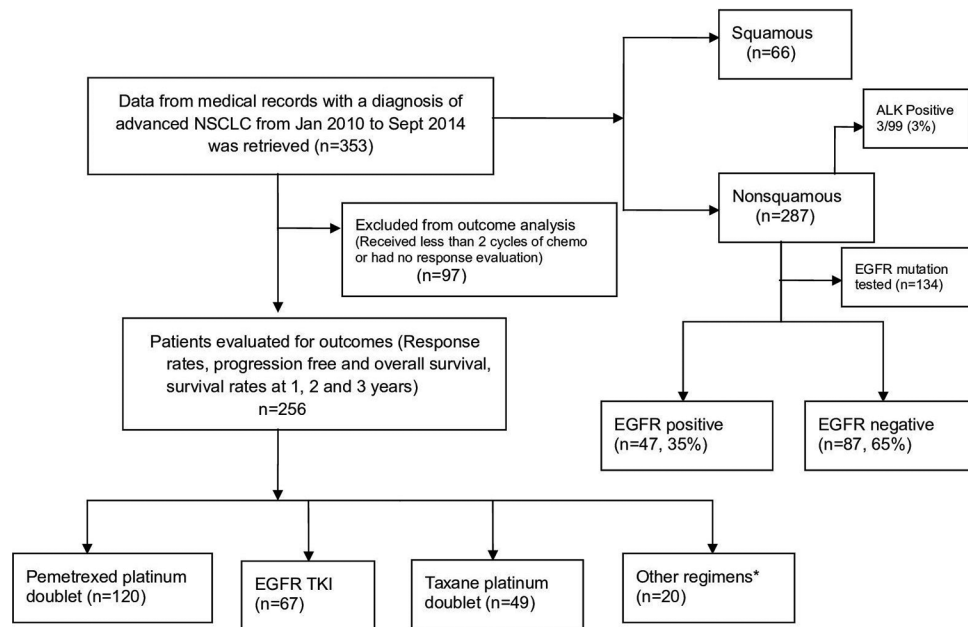 Squamous
(n=66)
Data from medical records with a diagnosis of
advanced NSCLC from Jan 2010 to Sept 2014
was retrieved (n=353)
ALK Positive
3/99 (3%)
Nonsquamous
(n=287)
Excluded from outcome analysis
(Received less than 2 cycles of chemo
or had no response evaluation)
(n=97)
EGFR mutation
tested (n=134)
Patients evaluated for outcomes (Response
rates, progression free and overall survival,
survival rates at 1, 2 and 3 years)
n=256
EGFR positive
(n=47, 35%)
EGFR negative
(n=87, 65%)
Pemetrexed platinum
doublet (n=120)
EGFR TKI
(n=67)
Taxane platinum
doublet (n=49)
Other regimens*
(n=20)